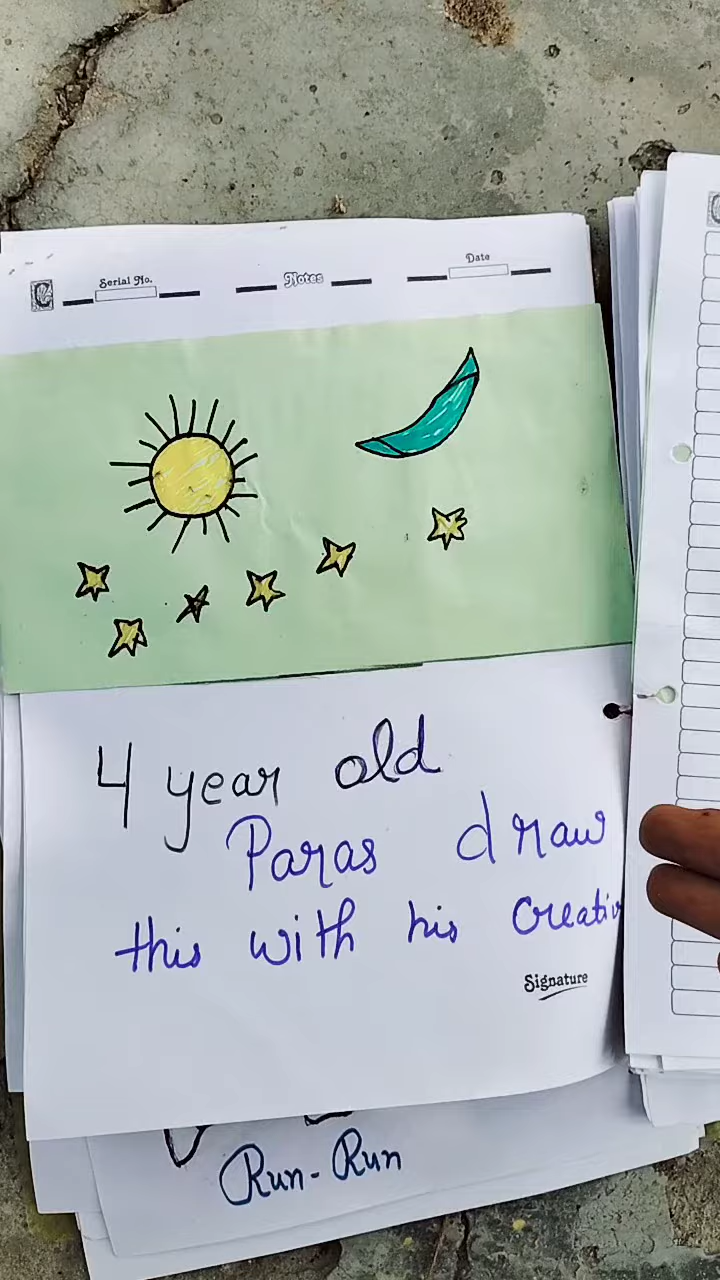 Serial No.
Notes
Date
4 year old
Paras draw
this with his creativ
Signature
Run-Run